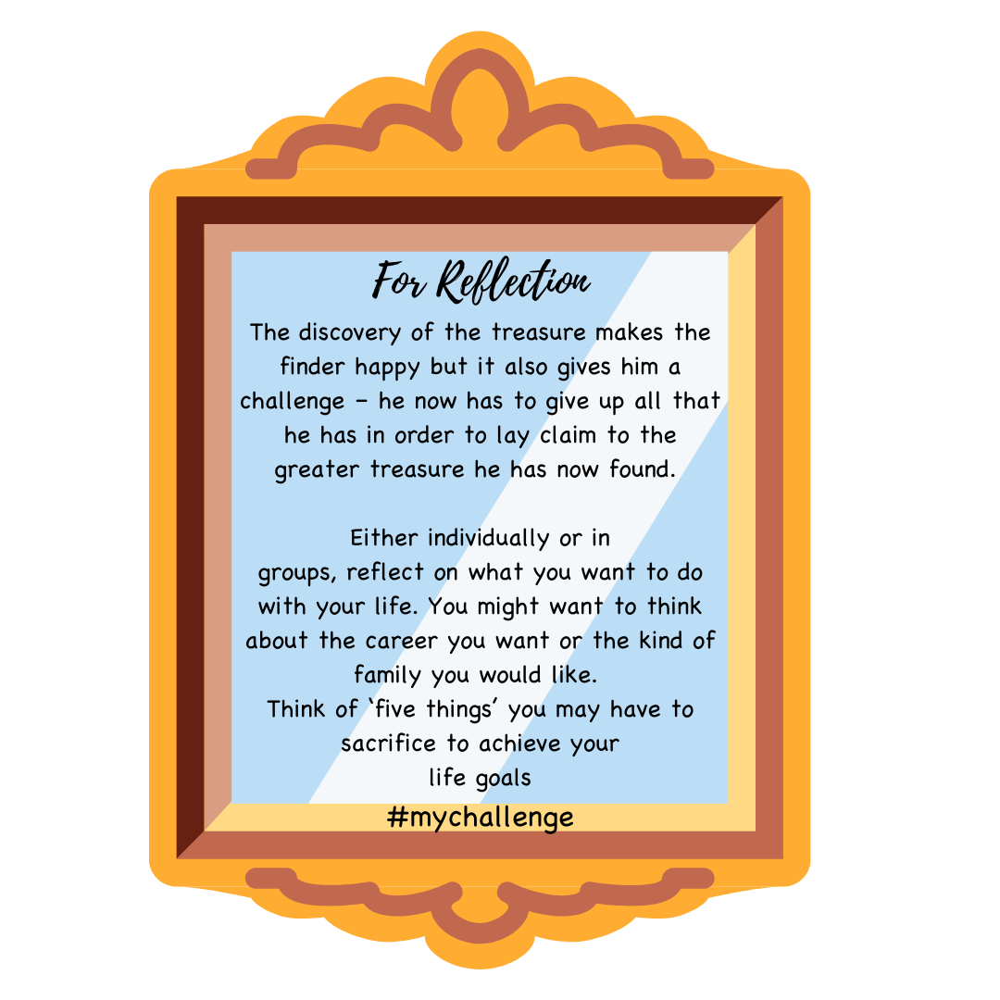 For Reflection
The discovery of the treasure makes the
finder happy but it also gives him a
challenge – he now has to give up all that
he has in order to lay claim to the
greater treasure he has now found.
Either individually or in
groups, reflect on what you want to do
with your life. You might want to think
about the career you want or the kind of
family you would like.
Think of ‘five things’ you may have to
sacrifice to achieve your
life goals
#mychallenge